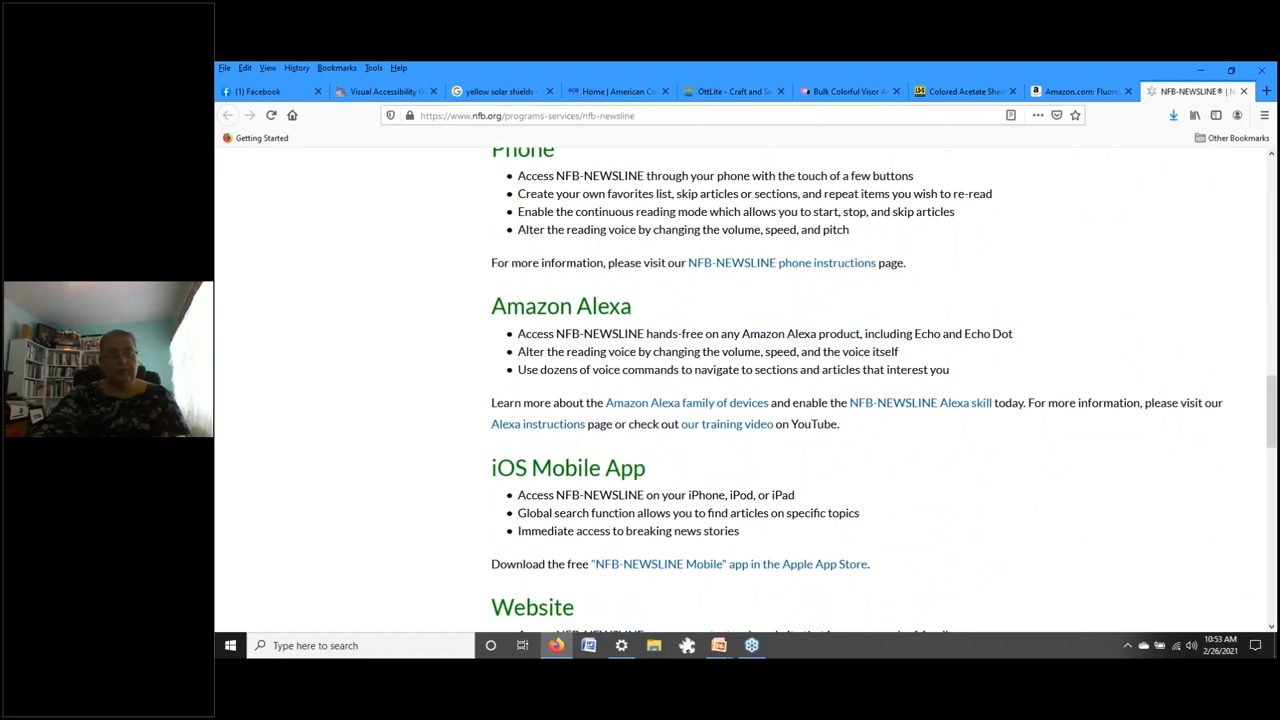 File Edit View History Bookmarks Tools Help
(1) Facebook
Visual Accessibility G
yellow solar shields -
Home | American Co
OttLite - Craft and Se
Bulk Colorful Visor A
Colored Acetate Shee
Amazon.com: Fluore
NFB-NEWSLINE® | N
https://www.nfb.org/programs-services/nfb-newsline
Getting Started
Other Bookmarks
Phone
• Access NFB-NEWSLINE through your phone with the touch of a few buttons
• Create your own favorites list, skip articles or sections, and repeat items you wish to re-read
• Enable the continuous reading mode which allows you to start, stop, and skip articles
• Alter the reading voice by changing the volume, speed, and pitch
For more information, please visit our NFB-NEWSLINE phone instructions page.
Amazon Alexa
• Access NFB-NEWSLINE hands-free on any Amazon Alexa product, including Echo and Echo Dot
• Alter the reading voice by changing the volume, speed, and the voice itself
• Use dozens of voice commands to navigate to sections and articles that interest you
Learn more about the Amazon Alexa family of devices and enable the NFB-NEWSLINE Alexa skill today. For more information, please visit our
Alexa instructions page or check out our training video on YouTube.
iOS Mobile App
• Access NFB-NEWSLINE on your iPhone, iPod, or iPad
• Global search function allows you to find articles on specific topics
• Immediate access to breaking news stories
Download the free "NFB-NEWSLINE Mobile" app in the Apple App Store.
Website
Type here to search
10:53 AM
2/26/2021